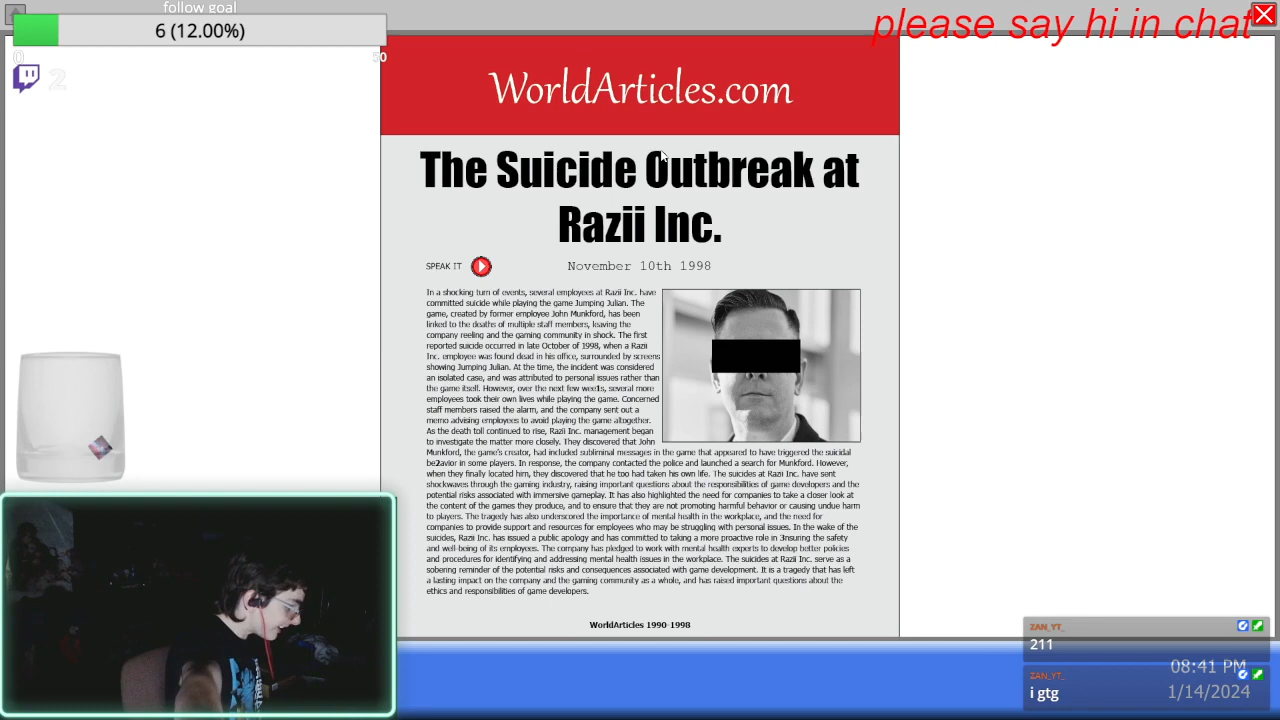 follow goal
6 (12.00%)
0
50
2
please say hi in chat
WorldArticles.com
The Suicide Outbreak at
Razii Inc.
SPEAK IT
November 10th 1998
In a shocking turn of events, several employees at Razii Inc. have
committed suicide while playing the game Jumping Julian. The
game, created by former employee John Munkford, has been
linked to the deaths of multiple staff members, leaving the
company reeling and the gaming community in shock. The first
reported suicide occurred in late October of 1998, when a Razii
Inc. employee was found dead in his office, surrounded by screens
showing Jumping Julian. At the time, the incident was considered
an isolated case, and was attributed to personal issues rather than
the game itself. However, over the next few wee1s, several more
employees took their own lives while playing the game. Concerned
staff members raised the alarm, and the company sent out a
memo advising employees to avoid playing the game altogether.
As the death toll continued to rise, Razii Inc. management began
to investigate the matter more closely. They discovered that John
Munkford, the game's creator, had included subliminal messages in the game that appeared to have triggered the suicidal
be2avior in some players. In response, the company contacted the police and launched a search for Munkford. However,
when they finally located him, they discovered that he too had taken his own life. The suicides at Razii Inc. have sent
shockwaves through the gaming industry, raising important questions about the responsibilities of game developers and the
potential risks associated with immersive gameplay. It has also highlighted the need for companies to take a closer look at
the content of the games they produce, and to ensure that they are not promoting harmful behavior or causing undue harm
to players. The tragedy has also underscored the importance of mental health in the workplace, and the need for
companies to provide support and resources for employees who may be struggling with personal issues. In the wake of the
suicides, Razii Inc. has issued a public apology and has committed to taking a more proactive role in 3nsuring the safety
and well-being of its employees. The company has pledged to work with mental health experts to develop better policies
and procedures for identifying and addressing mental health issues in the workplace. The suicides at Razii Inc. serve as a
sobering reminder of the potential risks and consequences associated with game development. It is a tragedy that has left
a lasting impact on the company and the gaming community as a whole, and has raised important questions about the
ethics and responsibilities of game developers.
WorldArticles 1990-1998
ZAN_YT_
211
08:41 PM
ZAN_YT_
i gtg
1/14/2024